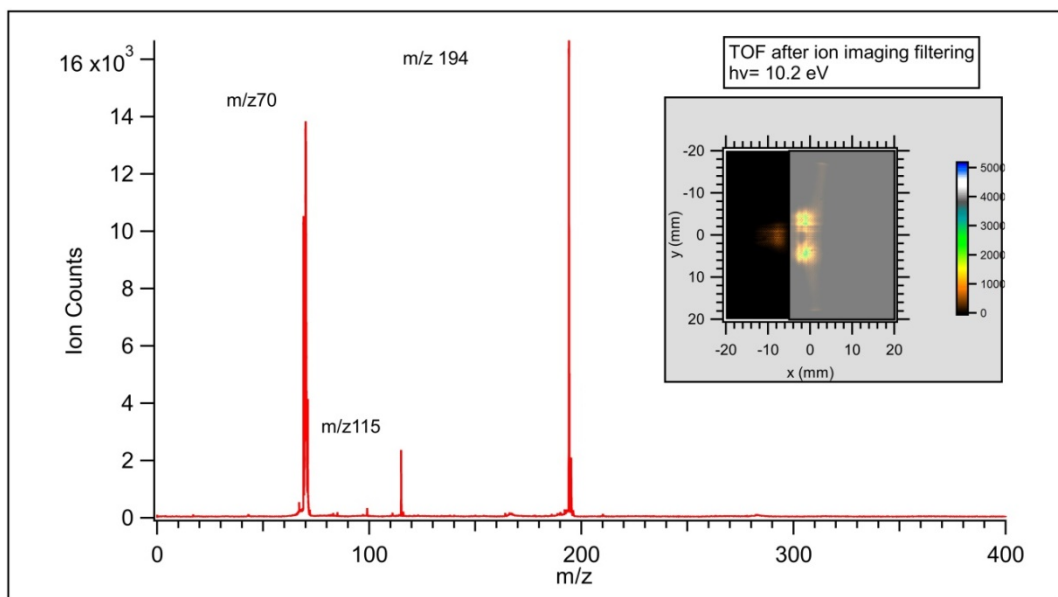 16 x10³
14
12
10
8
6
4
2
0
Ion Counts
m/z 194
m/z70
m/z115
0
100
200
300
400
m/z
TOF after ion imaging filtering
hv= 10.2 eV
-20
-10
0
10
20
y (mm)
-20
-10
0
10
20
x (mm)
5000
4000
3000
2000
1000
0